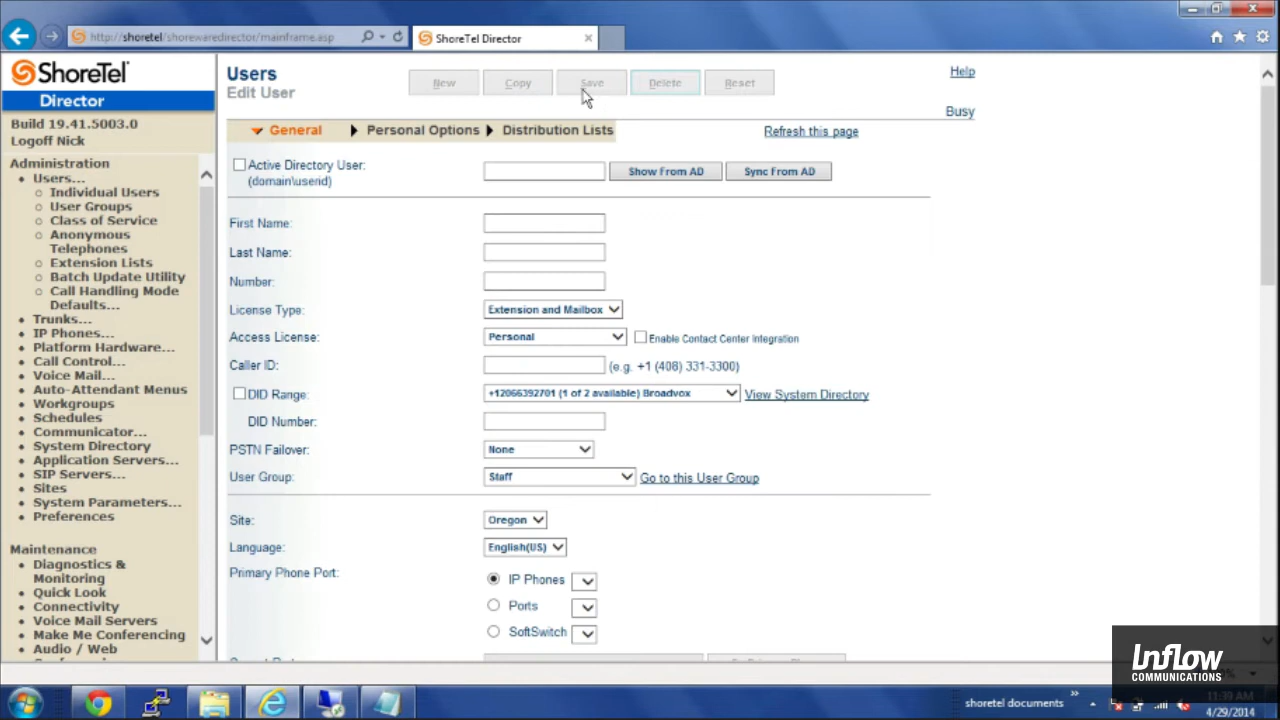 http://shoretel/shorewaredirector/mainframe.asp
ShoreTel Director
ShoreTel
Director
Build 19.41.5003.0
Logoff Nick
Administration
Users...
Individual Users
User Groups
Class of Service
Anonymous
Telephones
Extension Lists
Batch Update Utility
Call Handling Mode
Defaults...
Trunks...
IP Phones...
Platform Hardware...
Call Control...
Voice Mail...
Auto-Attendant Menus
Workgroups
Schedules
Communicator...
System Directory
Application Servers...
SIP Servers...
Sites
System Parameters...
Preferences
Maintenance
Diagnostics &
Monitoring
Quick Look
Connectivity
Voice Mail Servers
Make Me Conferencing
Audio / Web
Users
Edit User
New Copy Save Delete Reset
Help
Busy
General Personal Options Distribution Lists
Refresh this page
Active Directory User:
(domain\userid)
Show From AD Sync From AD
First Name:
Last Name:
Number:
License Type: Extension and Mailbox
Access License: Personal Enable Contact Center Integration
Caller ID: (e.g. +1 (408) 331-3300)
DID Range: +12066392701 (1 of 2 available) Broadvox View System Directory
DID Number:
PSTN Failover: None
User Group: Staff Go to this User Group
Site: Oregon
Language: English(US)
Primary Phone Port: IP Phones
Ports
SoftSwitch
Inflow
COMMUNICATIONS
shoretel documents
11:39 AM
4/29/2014